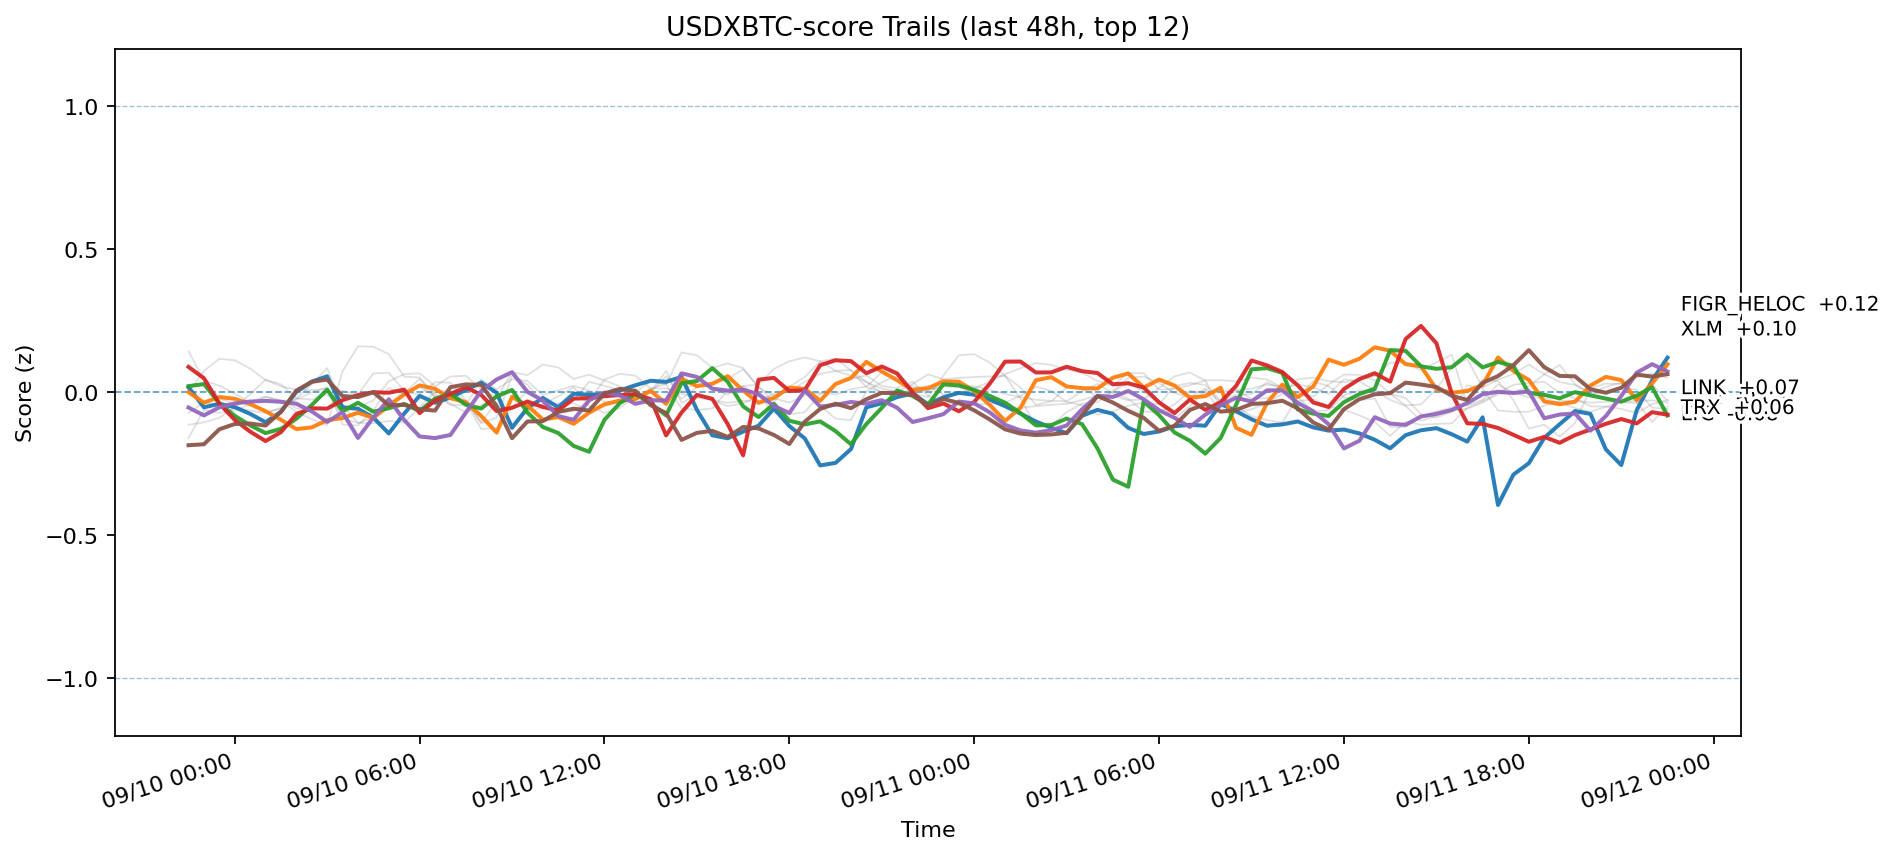 USDXBTC-score Trails (last 48h, top 12)
Score (z)
1.0
0.5
0.0
−0.5
−1.0
FIGR_HELOC +0.12
XLM +0.10
LINK +0.07
TRX +0.06
09/10 00:00
09/10 06:00
09/10 12:00
09/10 18:00
09/11 00:00
09/11 06:00
09/11 12:00
09/11 18:00
09/12 00:00
Time